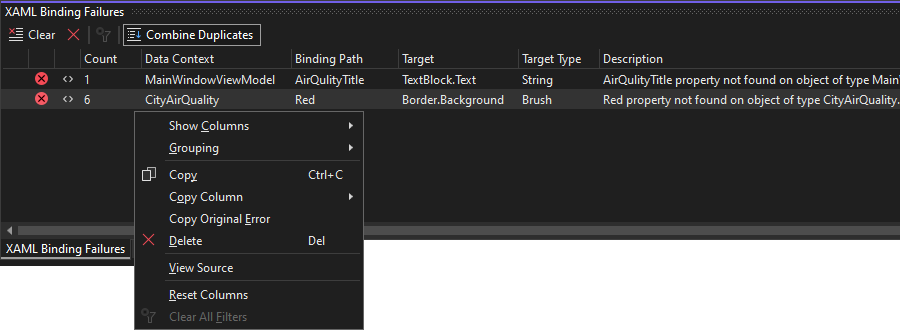 XAML Binding Failures
Clear Combine Duplicates
Count Data Context Binding Path Target Target Type Description
1 MainWindowViewModel AirQulityTitle TextBlock.Text String AirQulityTitle property not found on object of type Main
6 CityAirQuality Red Border.Background Brush Red property not found on object of type CityAirQuality.
Show Columns
Grouping
Copy Ctrl+C
Copy Column
Copy Original Error
Delete Del
XAML Binding Failures
View Source
Reset Columns
Clear All Filters